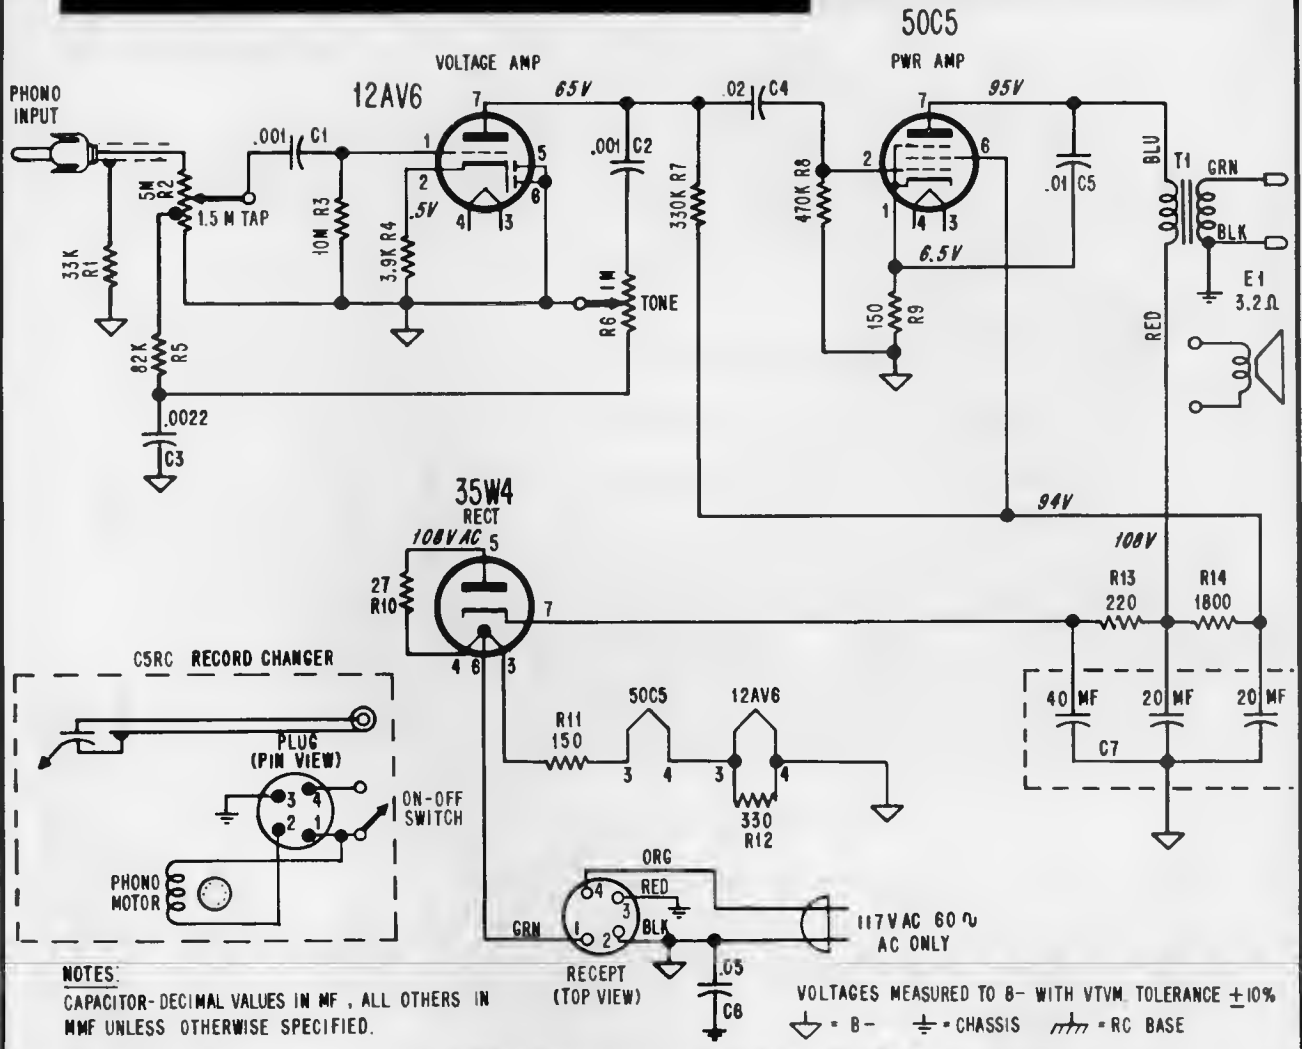 50C5
PWR AMP
VOLTAGE AMP
12AV6
PHONO
INPUT
7
65V
.02
C4
7
95V
.001
C1
1
5
.001
C2
2
6
BLU
T1
GRN
5M
R2
2
6
.01
C5
1.5 M TAP
.5V
4
3
330K R7
470K R8
1
4
3
BLK
33K
R1
10M R3
3.9K R4
6.5V
E1
3.2Ω
1M
R6
TONE
150
R9
RED
82K
R5
.0022
C3
35W4
RECT
108V AC
5
94V
108V
27
R10
7
R13
220
R14
1800
4
6
3
C5RC RECORD CHANGER
50C5
12AV6
40 MF
20 MF
20 MF
R11
150
C7
PLUG
(PIN VIEW)
3
4
3
4
3
4
2
1
ON-OFF
SWITCH
330
R12
PHONO
MOTOR
ORG
4
RED
3
GRN
1
2
BLK
117V AC 60 ~
AC ONLY
RECEPT
(TOP VIEW)
.05
C6
NOTES:
CAPACITOR-DECIMAL VALUES IN MF , ALL OTHERS IN
MMF UNLESS OTHERWISE SPECIFIED.
VOLTAGES MEASURED TO B- WITH VTVM. TOLERANCE ±10%
= B-
= CHASSIS
= RC BASE